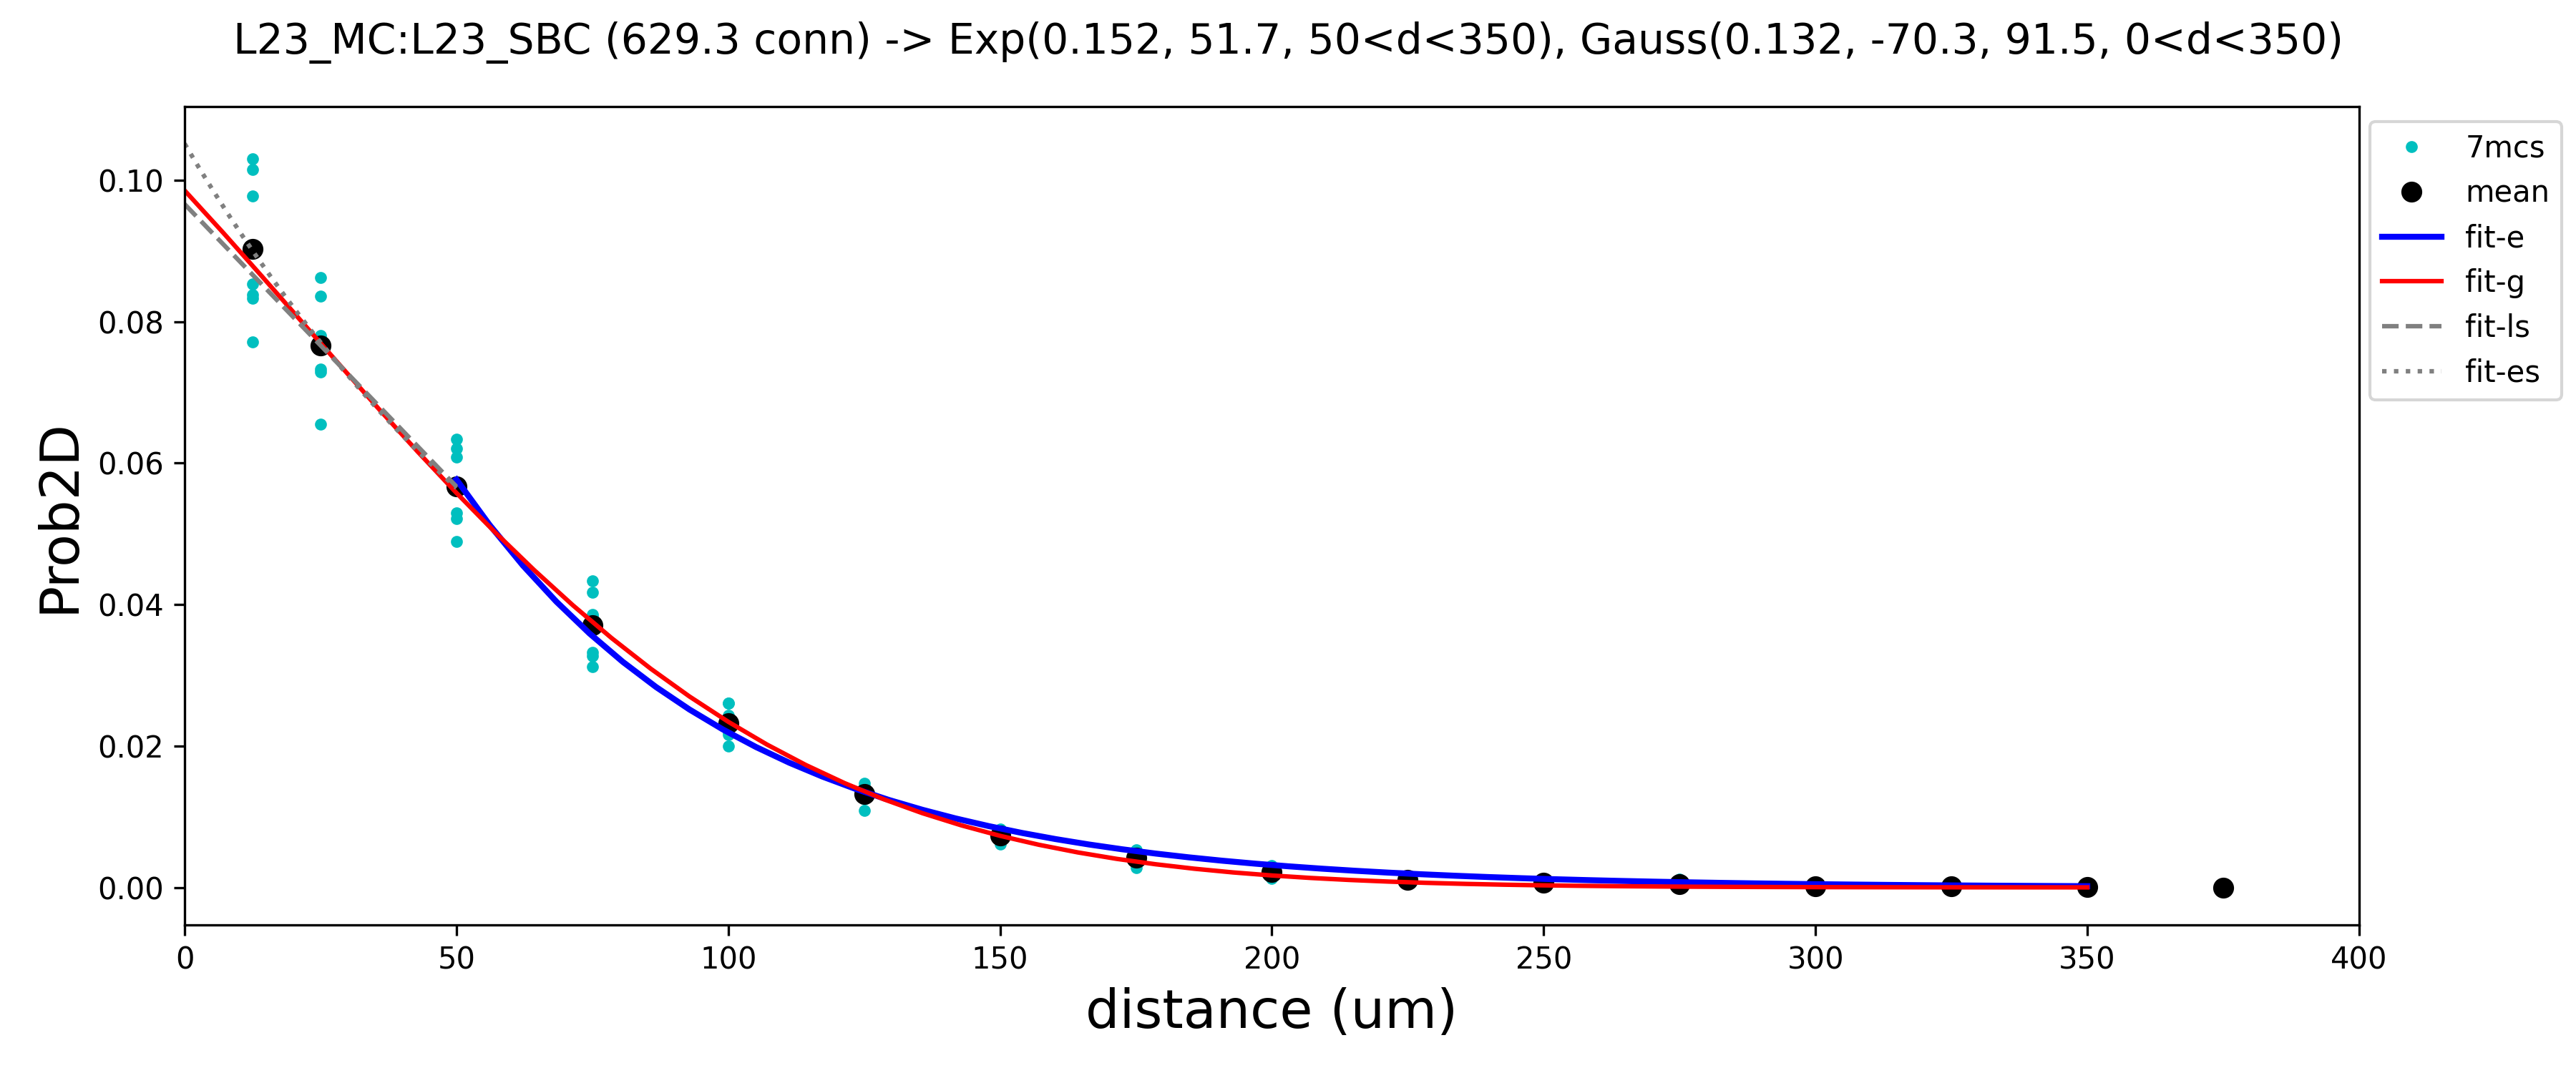 L23_MC:L23_SBC (629.3 conn) -> Exp(0.152, 51.7, 50<d<350), Gauss(0.132, -70.3, 91.5, 0<d<350)
Prob2D
0.10
0.08
0.06
0.04
0.02
0.00
0 50 100 150 200 250 300 350 400
distance (um)
7mcs
mean
fit-e
fit-g
fit-ls
fit-es